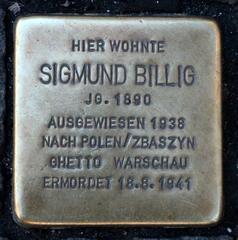 HIER WOHNTE
SIGMUND BILLIG
JG. 1890
AUSGEWIESEN 1938
NACH POLEN/ZBASZYN
GHETTO WARSCHAU
ERMORDET 18.8.1941